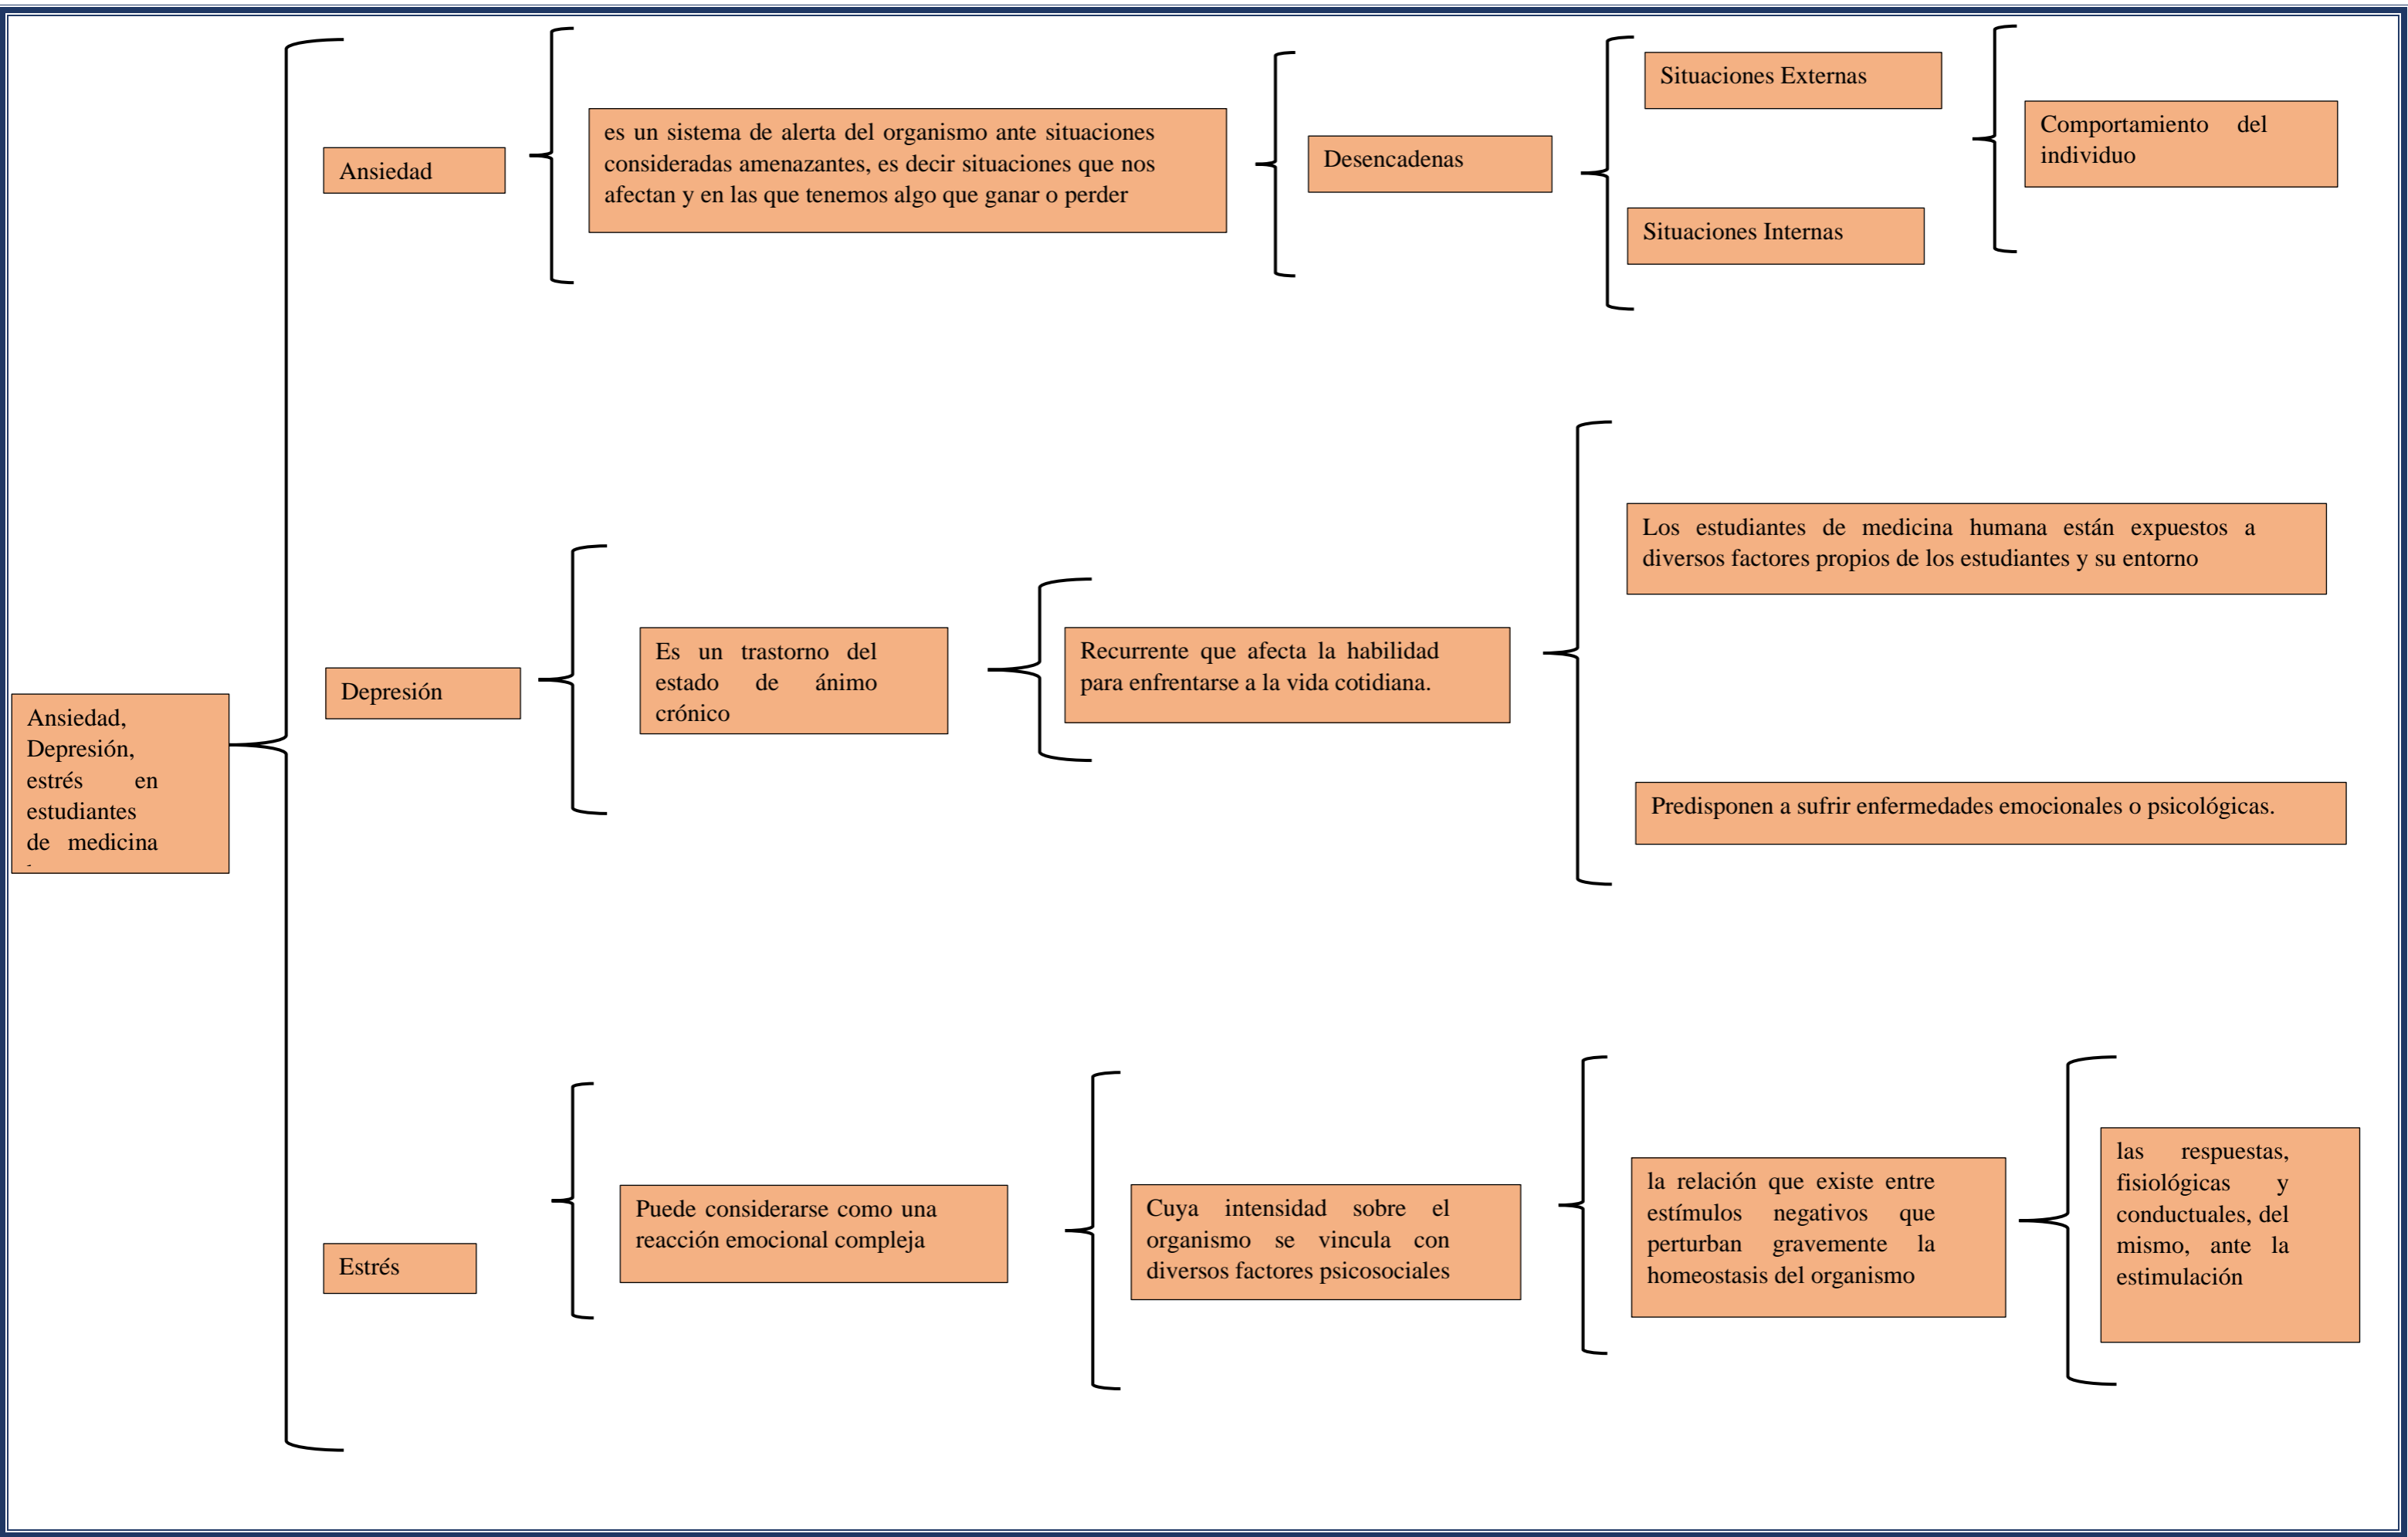 Ansiedad,
Depresión,
estrés en
estudiantes
de medicina
Ansiedad
es un sistema de alerta del organismo ante situaciones
consideradas amenazantes, es decir situaciones que nos
afectan y en las que tenemos algo que ganar o perder
Desencadenas
Situaciones Externas
Situaciones Internas
Comportamiento del
individuo
Depresión
Es un trastorno del
estado de ánimo
crónico
Recurrente que afecta la habilidad
para enfrentarse a la vida cotidiana.
Los estudiantes de medicina humana están expuestos a
diversos factores propios de los estudiantes y su entorno
Predisponen a sufrir enfermedades emocionales o psicológicas.
Estrés
Puede considerarse como una
reacción emocional compleja
Cuya intensidad sobre el
organismo se vincula con
diversos factores psicosociales
la relación que existe entre
estímulos negativos que
perturban gravemente la
homeostasis del organismo
las respuestas,
fisiológicas y
conductuales, del
mismo, ante la
estimulación